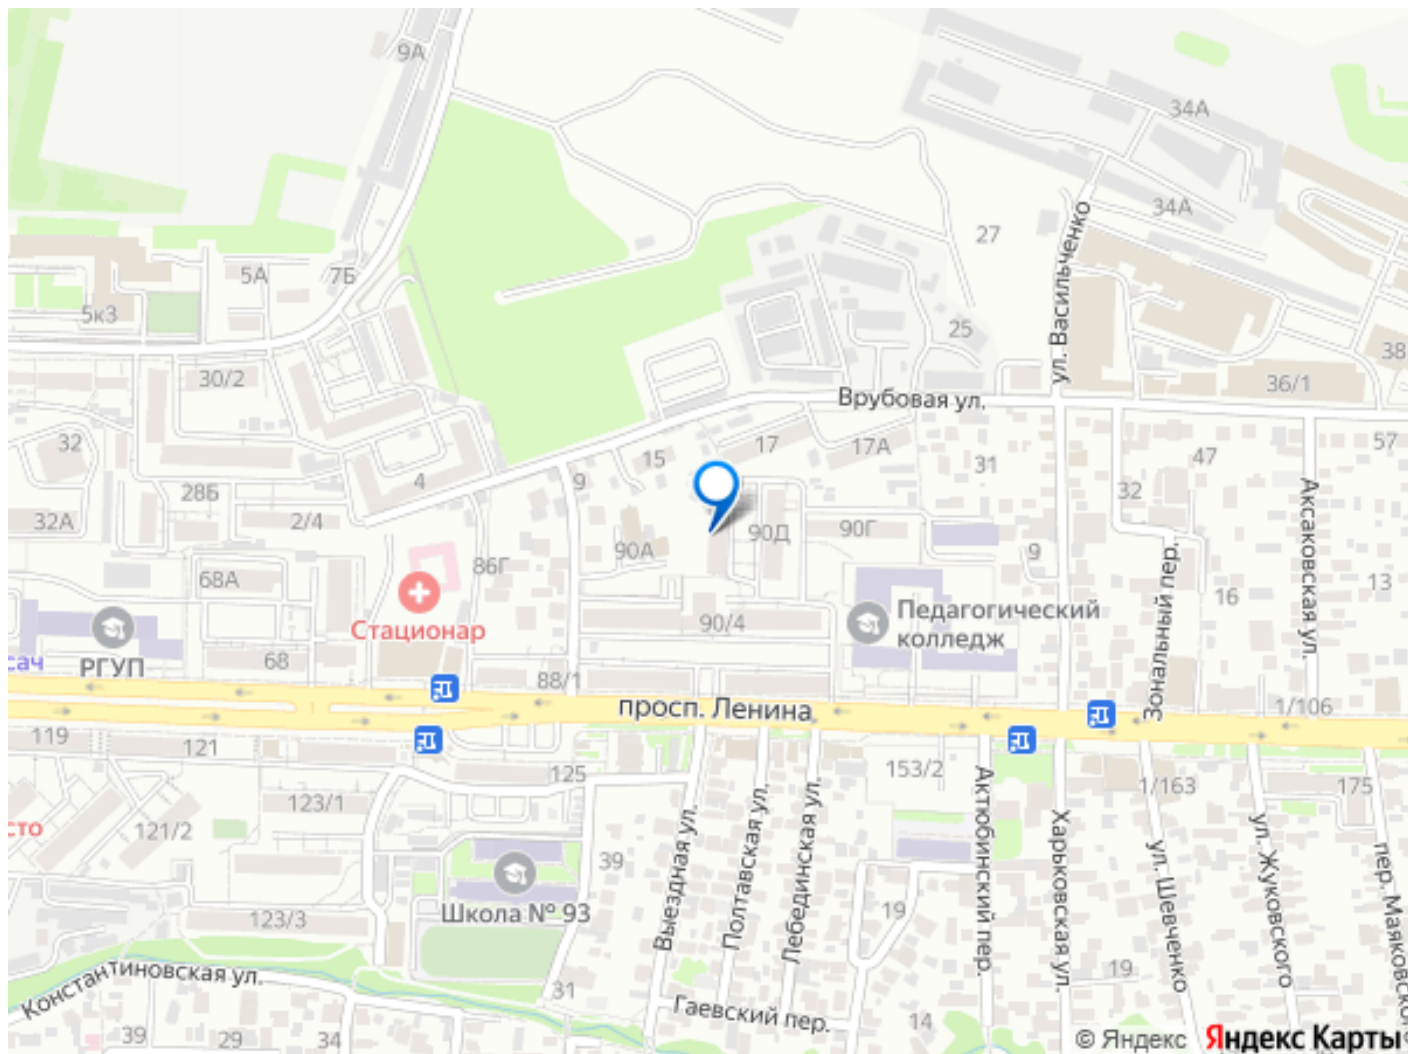 9А
34А
34А
ул. Васильченко
27
5А
7Б
5к3
25
38
30/2
36/1
Врубовая ул.
32
17
17А
57
15
31
47
4
9
28Б
32
Аксаковская ул.
32А
2/4
90Д
90Г
90А
9
86Г
68А
13
Зональный пер.
16
Педагогический
колледж
Стационар
90/4
РГУП
сач
68
88/1
просп. Ленина
1/106
119
121
125
153/2
1/163
175
123/1
сто
121/2
Актюбинский пер.
Харьковская ул.
ул. Шевченко
ул. Жуковского
пер. Маяковског
Выездная ул.
Полтавская ул.
Лебединская ул.
39
Школа № 93
123/3
19
Константиновская ул.
19
31
Гаевский пер.
14
39
29
34
© Яндекс Яндекс Карты